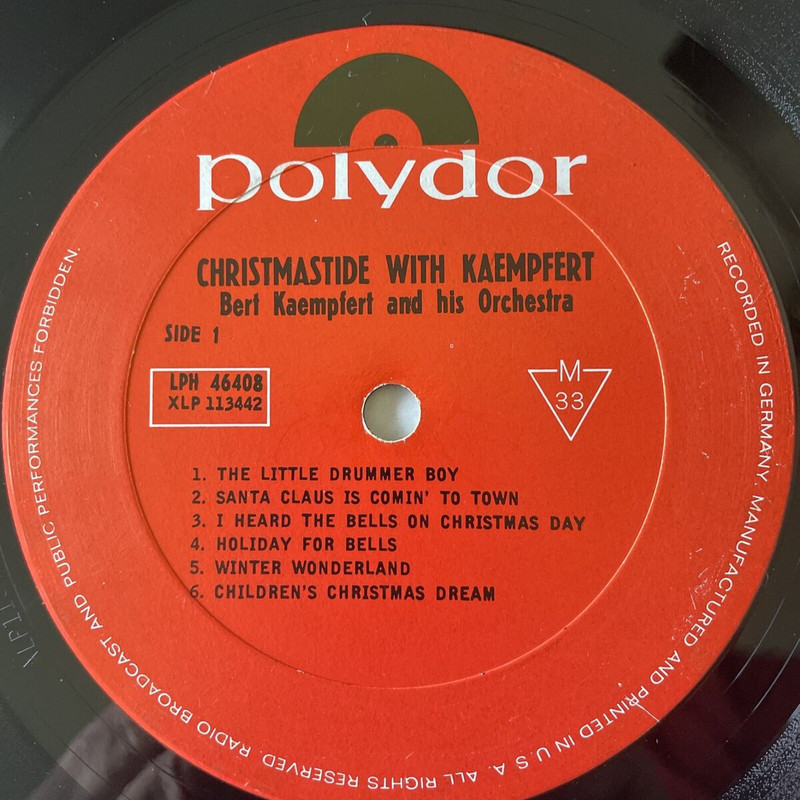 polydor
CHRISTMASTIDE WITH KAEMPFERT
Bert Kaempfert and his Orchestra
SIDE 1
LPH 46408
XLP 113442
M
33
1. THE LITTLE DRUMMER BOY
2. SANTA CLAUS IS COMIN' TO TOWN
3. I HEARD THE BELLS ON CHRISTMAS DAY
4. HOLIDAY FOR BELLS
5. WINTER WONDERLAND
6. CHILDREN'S CHRISTMAS DREAM
RECORDED IN GERMANY. MANUFACTURED AND PRINTED IN U.S.A. ALL RIGHTS RESERVED. RADIO BROADCAST AND PUBLIC PERFORMANCES FORBIDDEN.